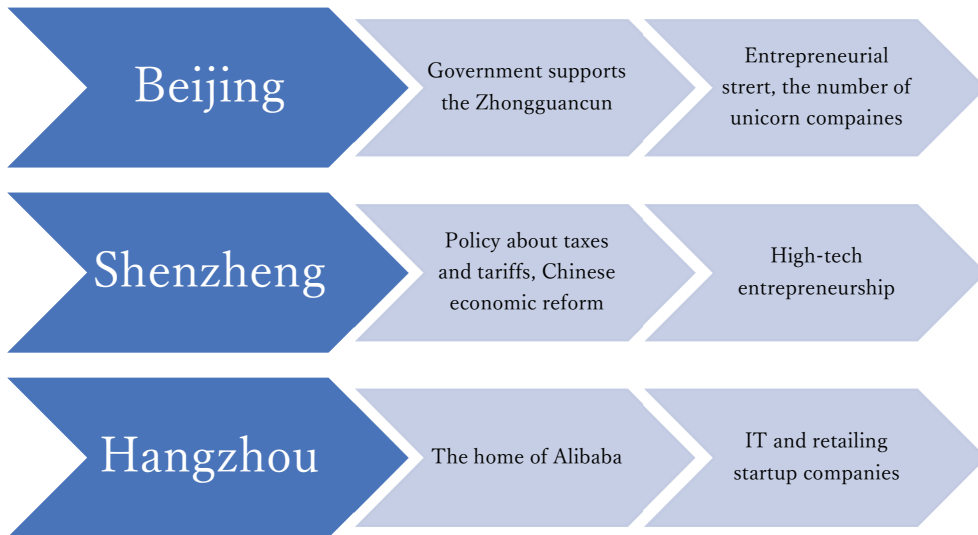 Beijing
Government supports
the Zhongguancun
Entrepreneurial
strert, the number of
unicorn compaines
Shenzheng
Policy about taxes
and tariffs, Chinese
economic reform
High-tech
entrepreneurship
Hangzhou
The home of Alibaba
IT and retailing
startup companies